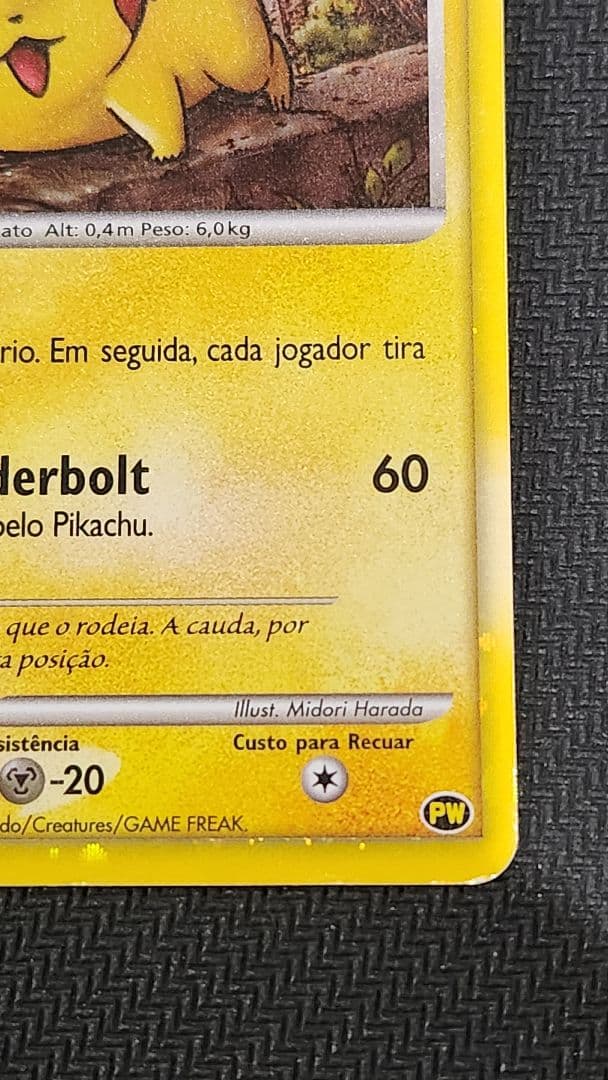 ato Alt: 0,4m Peso: 6,0kg
rio. Em seguida, cada jogador tira
derbolt 60
pelo Pikachu.
que o rodeia. A cauda, por
a posição.
Illust. Midori Harada
sistência Custo para Recuar
-20
PW
do/Creatures/GAME FREAK.